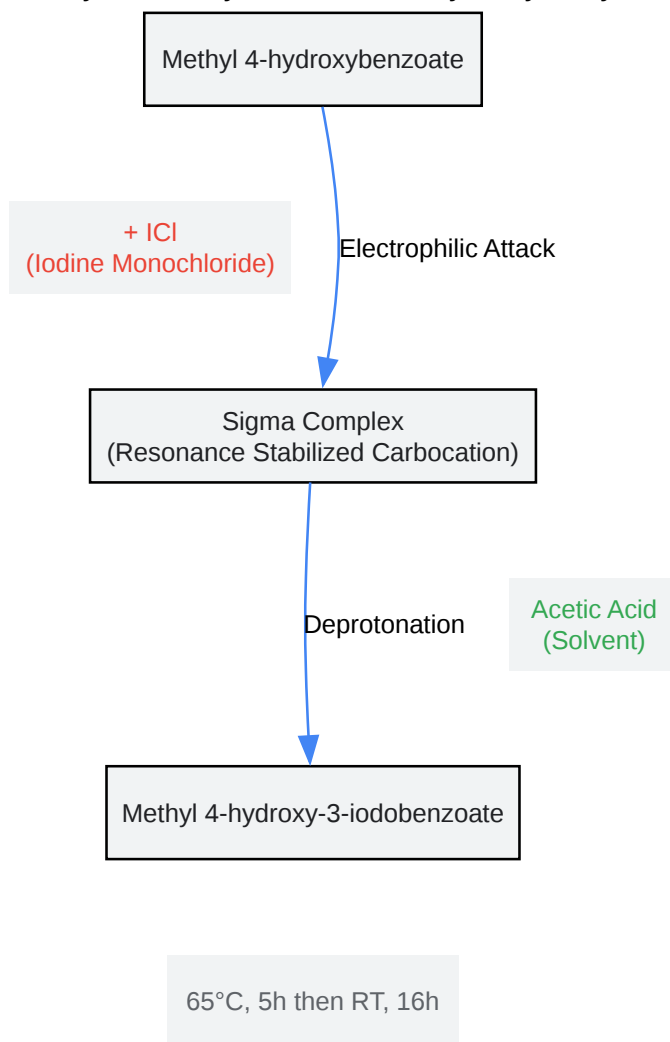 Methyl 4-hydroxybenzoate
+ ICl
(Iodine Monochloride)
Electrophilic Attack
Sigma Complex
(Resonance Stabilized Carbocation)
Deprotonation
Acetic Acid
(Solvent)
Methyl 4-hydroxy-3-iodobenzoate
65°C, 5h then RT, 16h